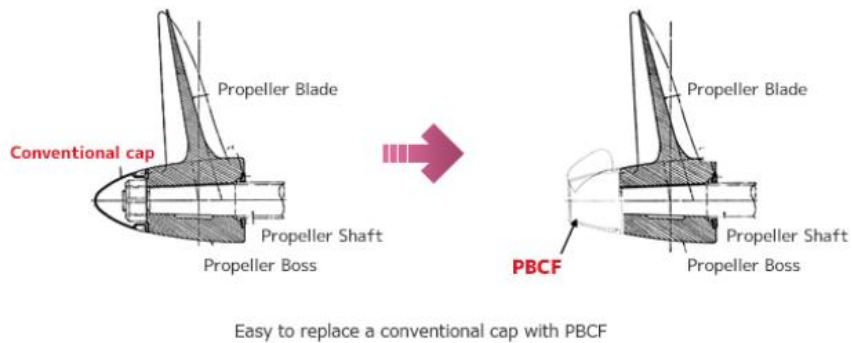 Propeller Blade
Conventional cap
Propeller Shaft
Propeller Boss
Propeller Blade
Propeller Shaft
PBCF
Propeller Boss
Easy to replace a conventional cap with PBCF